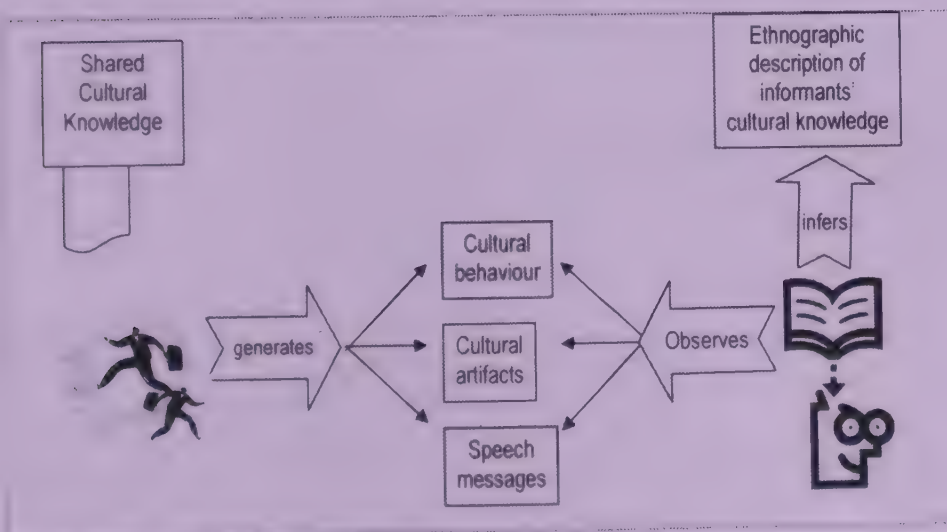 Shared
Cultural
Knowledge
Ethnographic
description of
informants'
cultural knowledge
infers
Cultural
behaviour
generates
Cultural
artifacts
Observes
Speech
messages